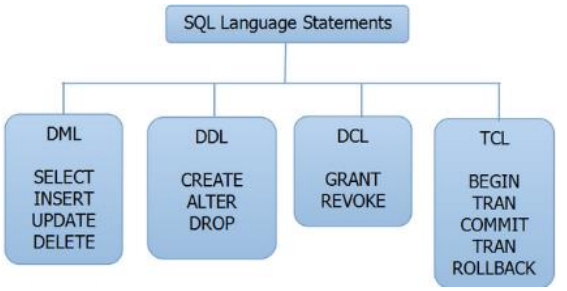 SQL Language Statements
DML
SELECT
INSERT
UPDATE
DELETE
DDL
CREATE
ALTER
DROP
DCL
GRANT
REVOKE
TCL
BEGIN
TRAN
COMMIT
TRAN
ROLLBACK